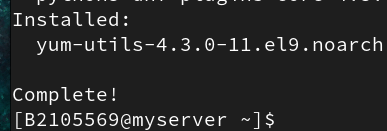 Installed:
yum-utils-4.3.0-11.el9.noarch
Complete!
[B2105569@myserver ~]$